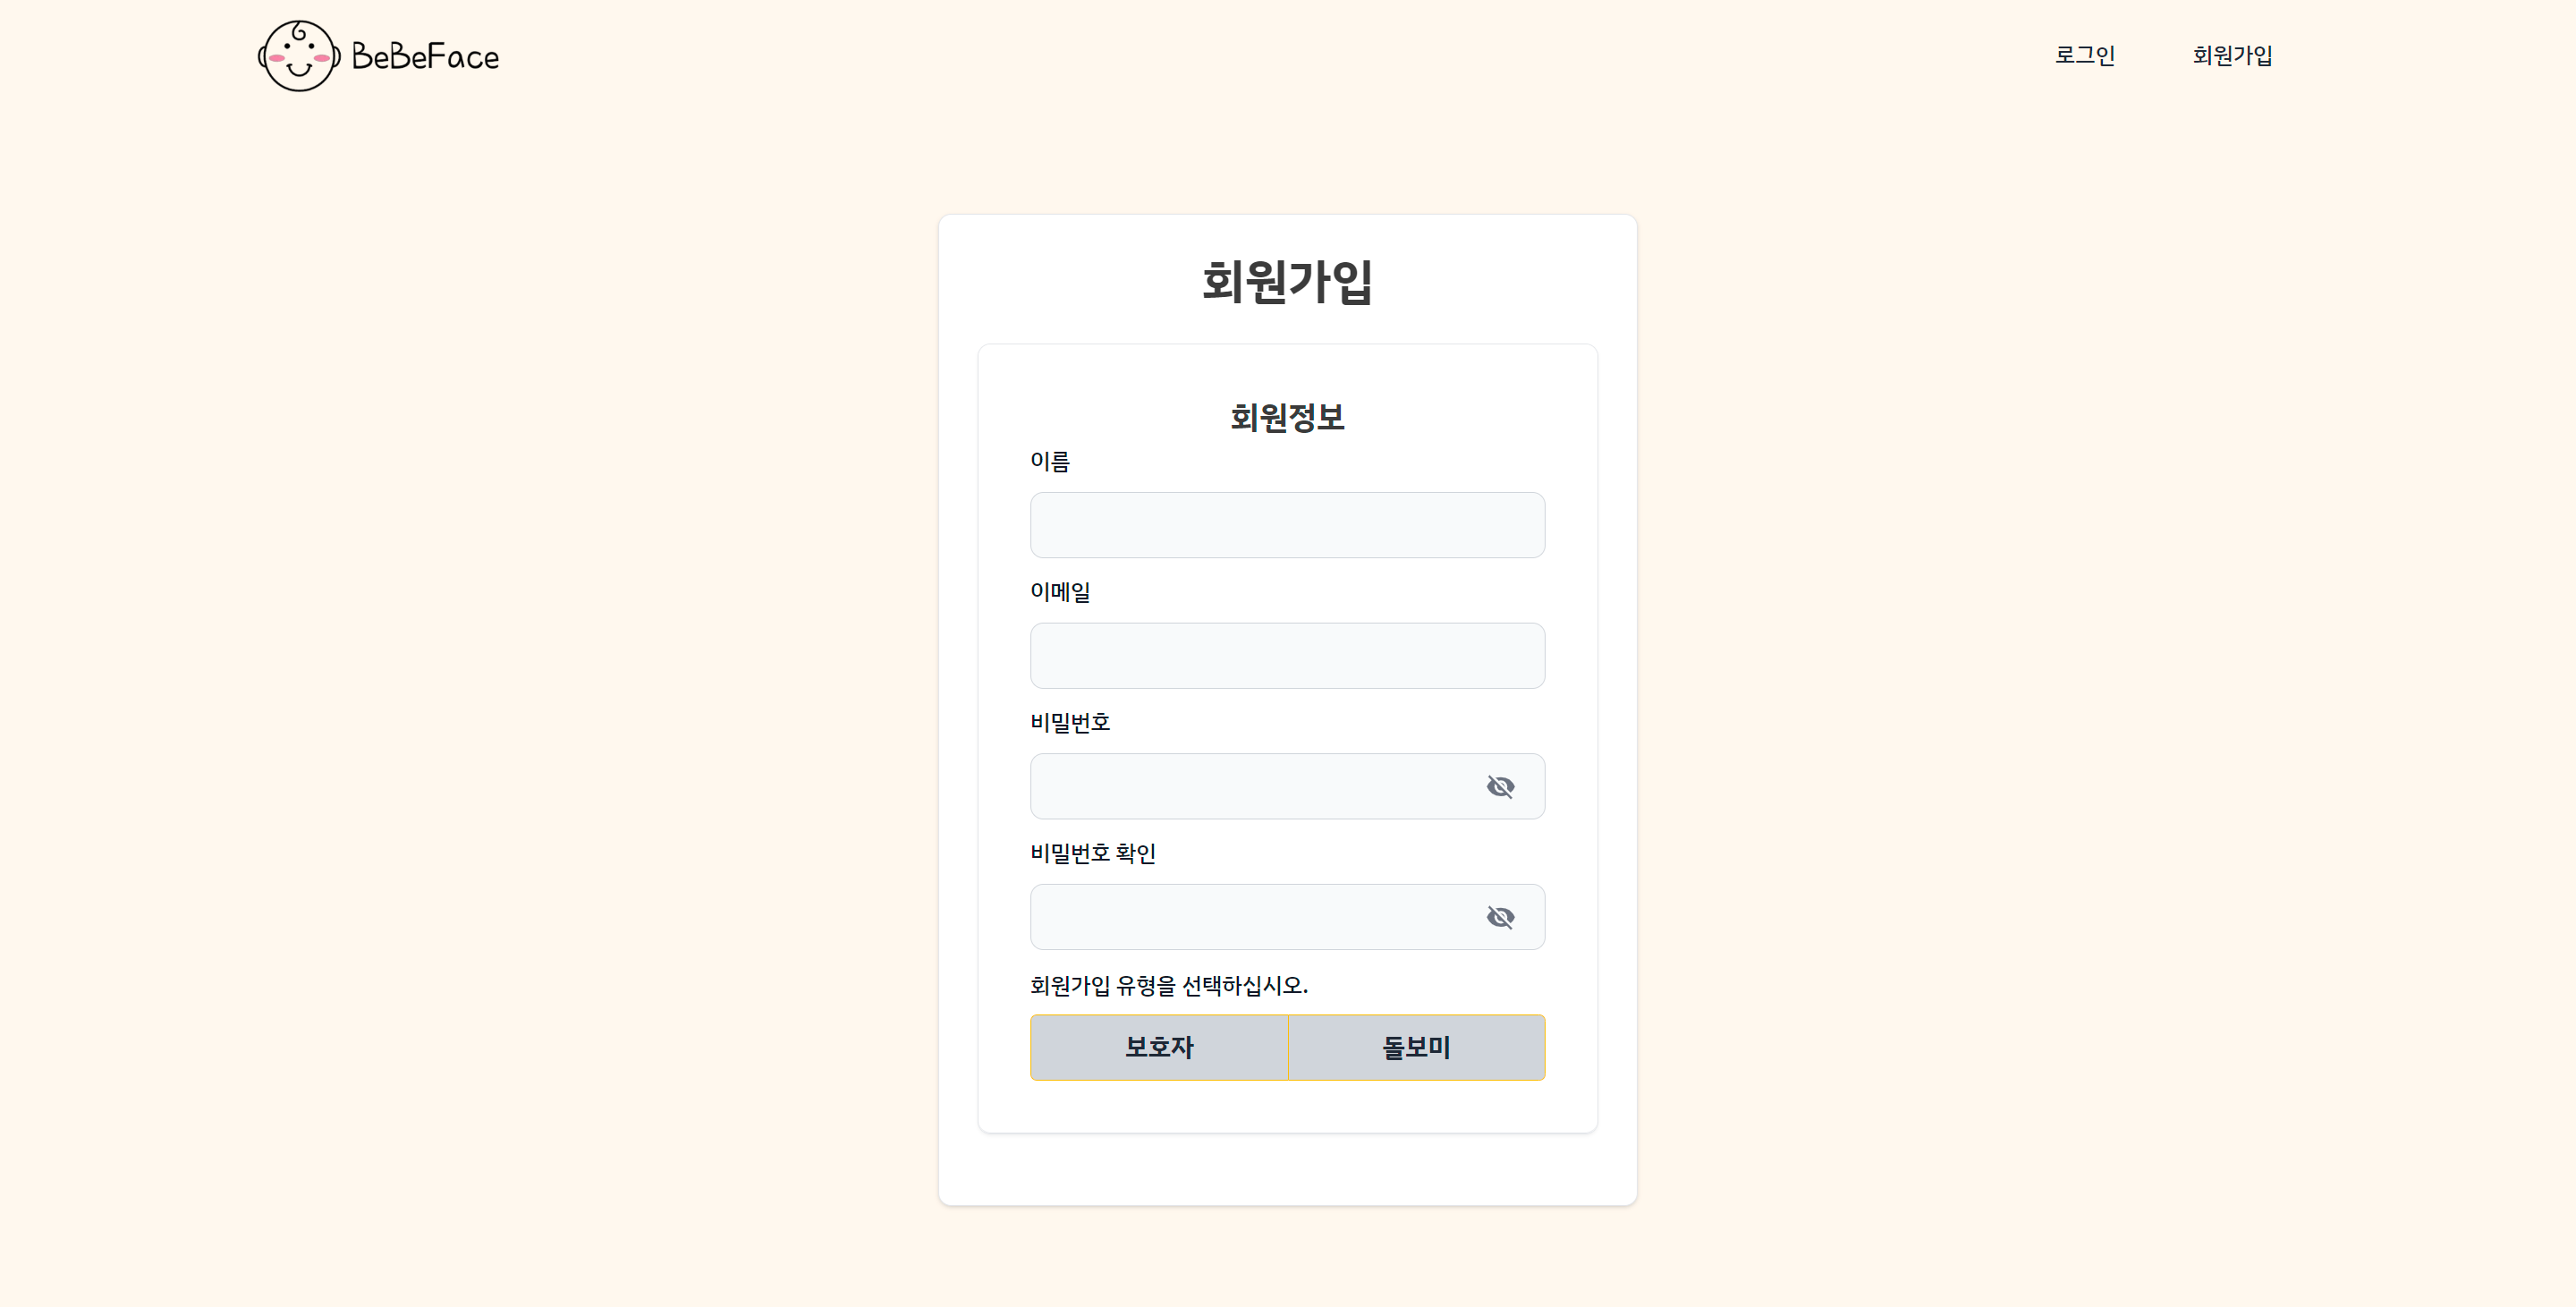 BeBeFace
로그인
회원가입
회원가입
회원정보
이름
이메일
비밀번호
비밀번호 확인
회원가입 유형을 선택하십시오.
보호자
돌보미